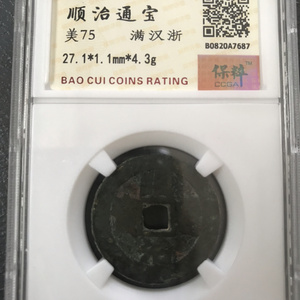 顺治通宝
美75 满汉浙
27.1*1.1mm*4.3g
B0820A7687
保粹
CCGA
BAO CUI COINS RATING